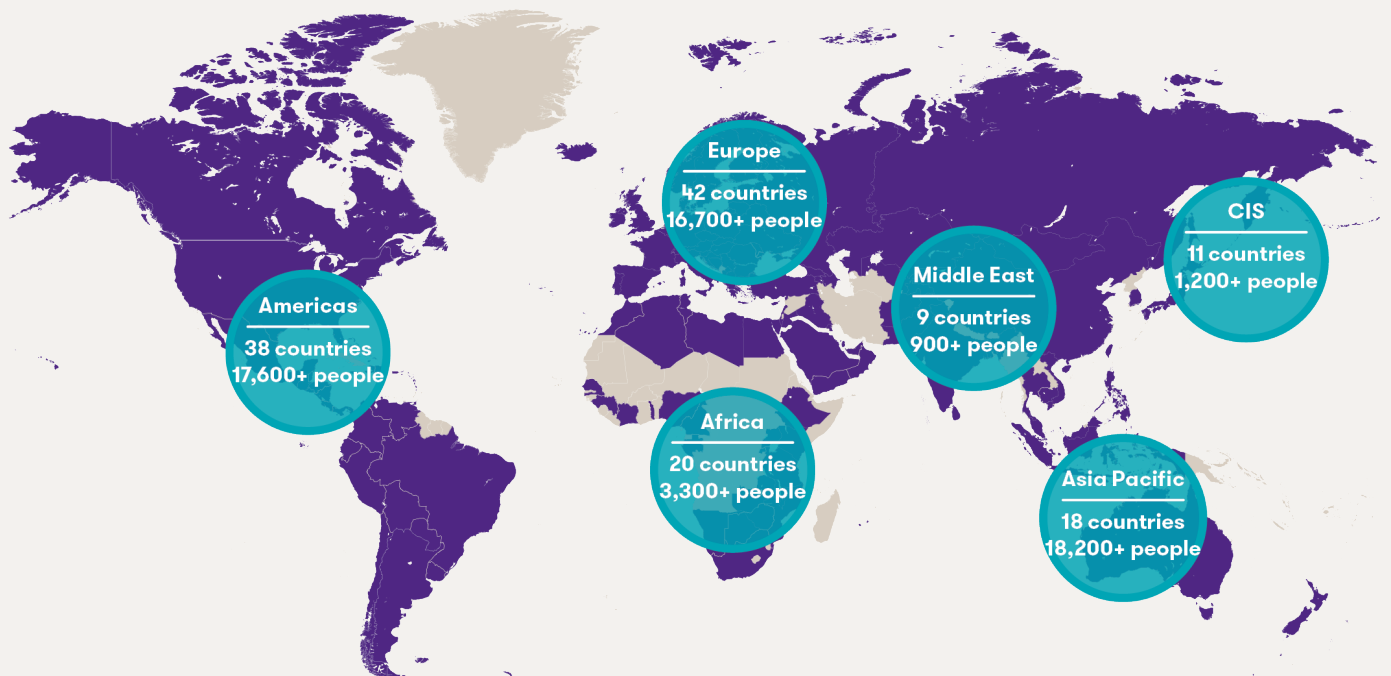 Europe
42 countries
16,700+ people
CIS
11 countries
1,200+ people
Middle East
9 countries
900+ people
Americas
38 countries
17,600+ people
Africa
20 countries
3,300+ people
Asia Pacific
18 countries
18,200+ people